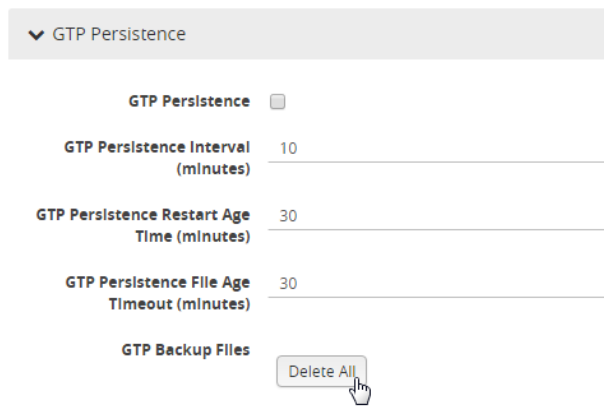 GTP Persistence
GTP Persistence
GTP Persistence Interval
(minutes)
10
GTP Persistence Restart Age
Time (minutes)
30
GTP Persistence File Age
Timeout (minutes)
30
GTP Backup Files
Delete All